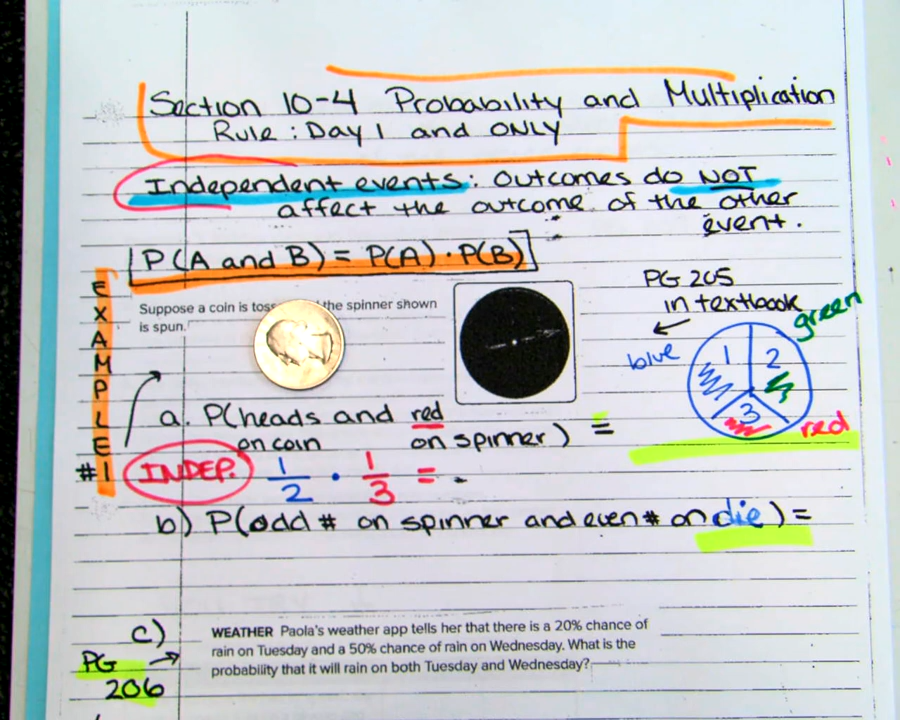 Section 10-4 Probability and Multiplication
Rule : Day 1 and ONLY
Independent events: outcomes do NOT
affect the outcome of the other
event.
P(A and B) = P(A) · P(B)
EXAMPLE
#1
PG 205
in textbook
Suppose a coin is the spinner shown
is spun.
blue
green
red
1
2
3
a. P(heads and red
on coin on spinner) =
INDEP. 1/2 · 1/3 =
b) P(odd # on spinner and even # on die) =
c)
PG
206
WEATHER Paola's weather app tells her that there is a 20% chance of
rain on Tuesday and a 50% chance of rain on Wednesday. What is the
probability that it will rain on both Tuesday and Wednesday?